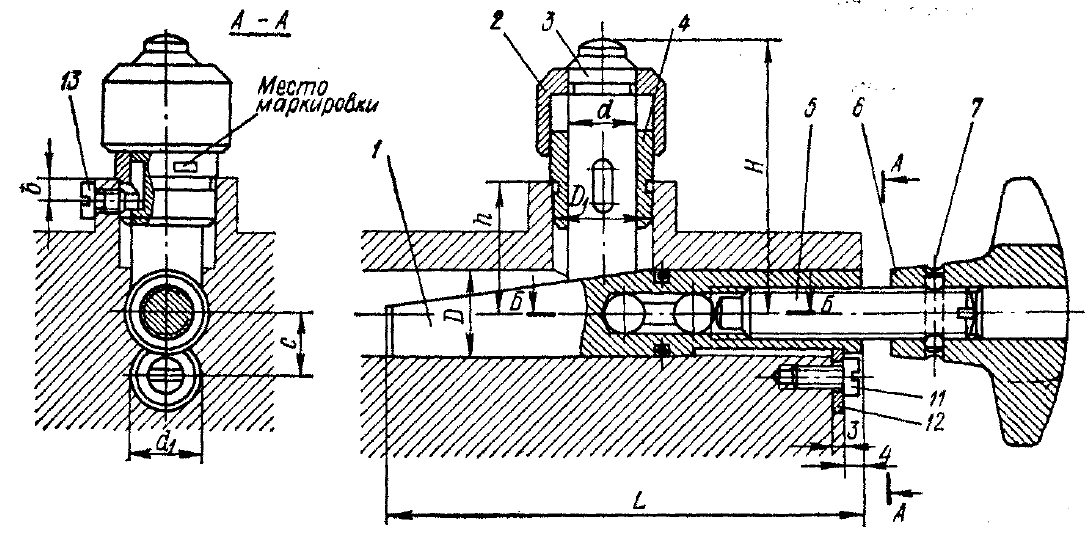 А - А
13
Место
маркировки
б
с
d₁
1
2
3
4
d
D₁
h
H
D
Б
5
Б
6
7
А
11
12
3
4
L
А